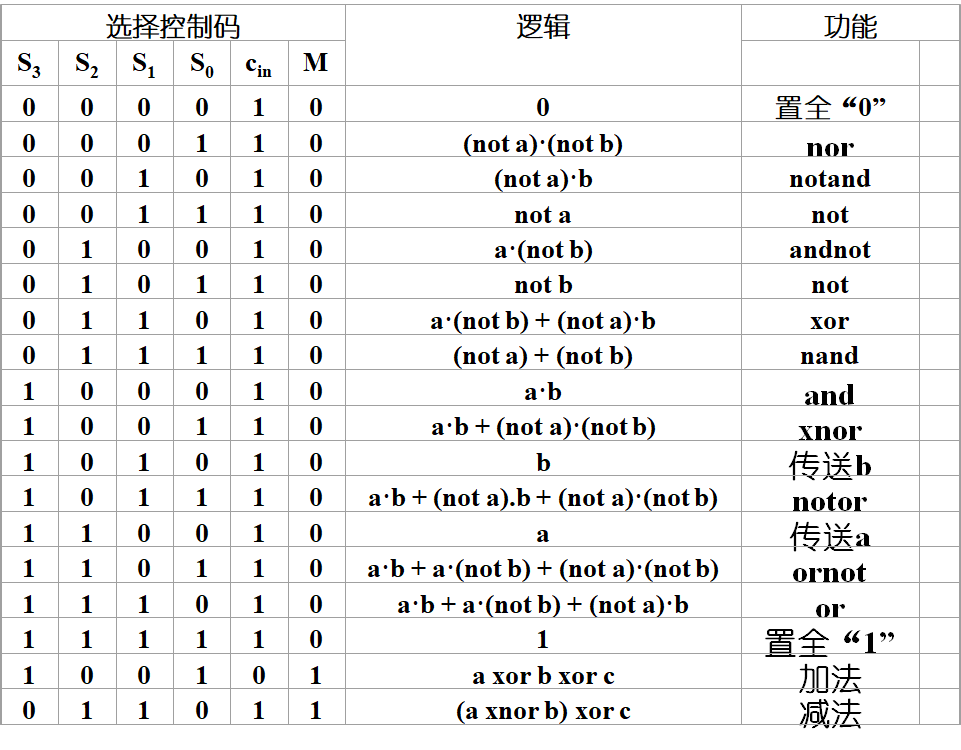 选择控制码 逻辑 功能
S3 S2 S1 S0 cin M
0 0 0 0 1 0 0 置全“0”
0 0 0 1 1 0 (not a)·(not b) nor
0 0 1 0 1 0 (not a)·b notand
0 0 1 1 1 0 not a not
0 1 0 0 1 0 a·(not b) andnot
0 1 0 1 1 0 not b not
0 1 1 0 1 0 a·(not b) + (not a)·b xor
0 1 1 1 1 0 (not a) + (not b) nand
1 0 0 0 1 0 a·b and
1 0 0 1 1 0 a·b + (not a)·(not b) xnor
1 0 1 0 1 0 b 传送b
1 0 1 1 1 0 a·b + (not a).b + (not a)·(not b) notor
1 1 0 0 1 0 a 传送a
1 1 0 1 1 0 a·b + a·(not b) + (not a)·(not b) ornot
1 1 1 0 1 0 a·b + a·(not b) + (not a)·b or
1 1 1 1 1 0 1 置全“1”
1 0 0 1 0 1 a xor b xor c 加法
0 1 1 0 1 1 (a xnor b) xor c 减法